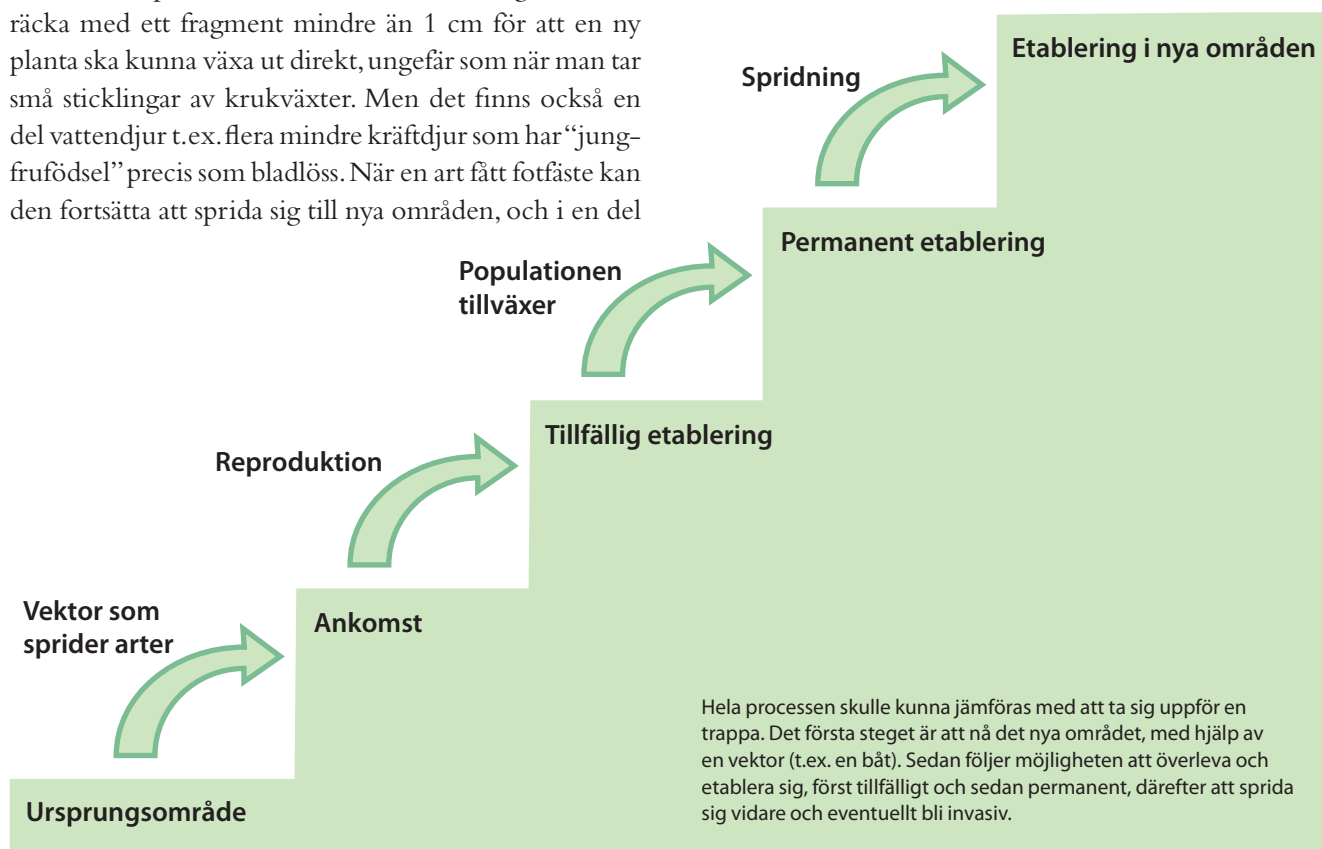 räcka med ett fragment mindre än 1 cm för att en ny
planta ska kunna växa ut direkt, ungefär som när man tar
små sticklingar av krukväxter. Men det finns också en
del vattendjur t.ex. flera mindre kräftdjur som har “jung-
frufödsel” precis som bladlöss. När en art fått fotfäste kan
den fortsätta att sprida sig till nya områden, och i en del
Etablering i nya områden
Spridning
Permanent etablering
Populationen
tillväxer
Tillfällig etablering
Reproduktion
Ankomst
Vektor som
sprider arter
Ursprungsområde
Hela processen skulle kunna jämföras med att ta sig uppför en
trappa. Det första steget är att nå det nya området, med hjälp av
en vektor (t.ex. en båt). Sedan följer möjligheten att överleva och
etablera sig, först tillfälligt och sedan permanent, därefter att sprida
sig vidare och eventuellt bli invasiv.